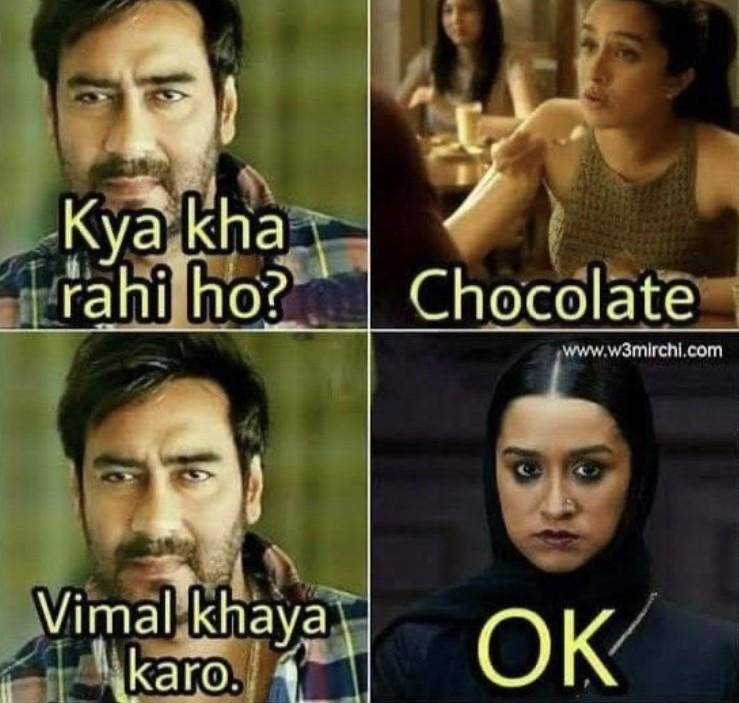 Kya kha
rahi ho?
Chocolate
www.w3mirchi.com
Vimal khaya
karo.
OK